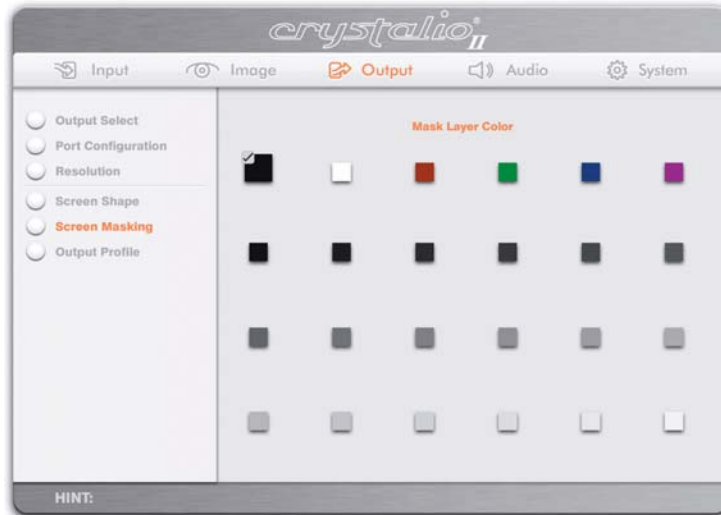 crystalio® II
Input Image Output Audio System
Output Select
Port Configuration
Resolution
Screen Shape
Screen Masking
Output Profile
Mask Layer Color
HINT: